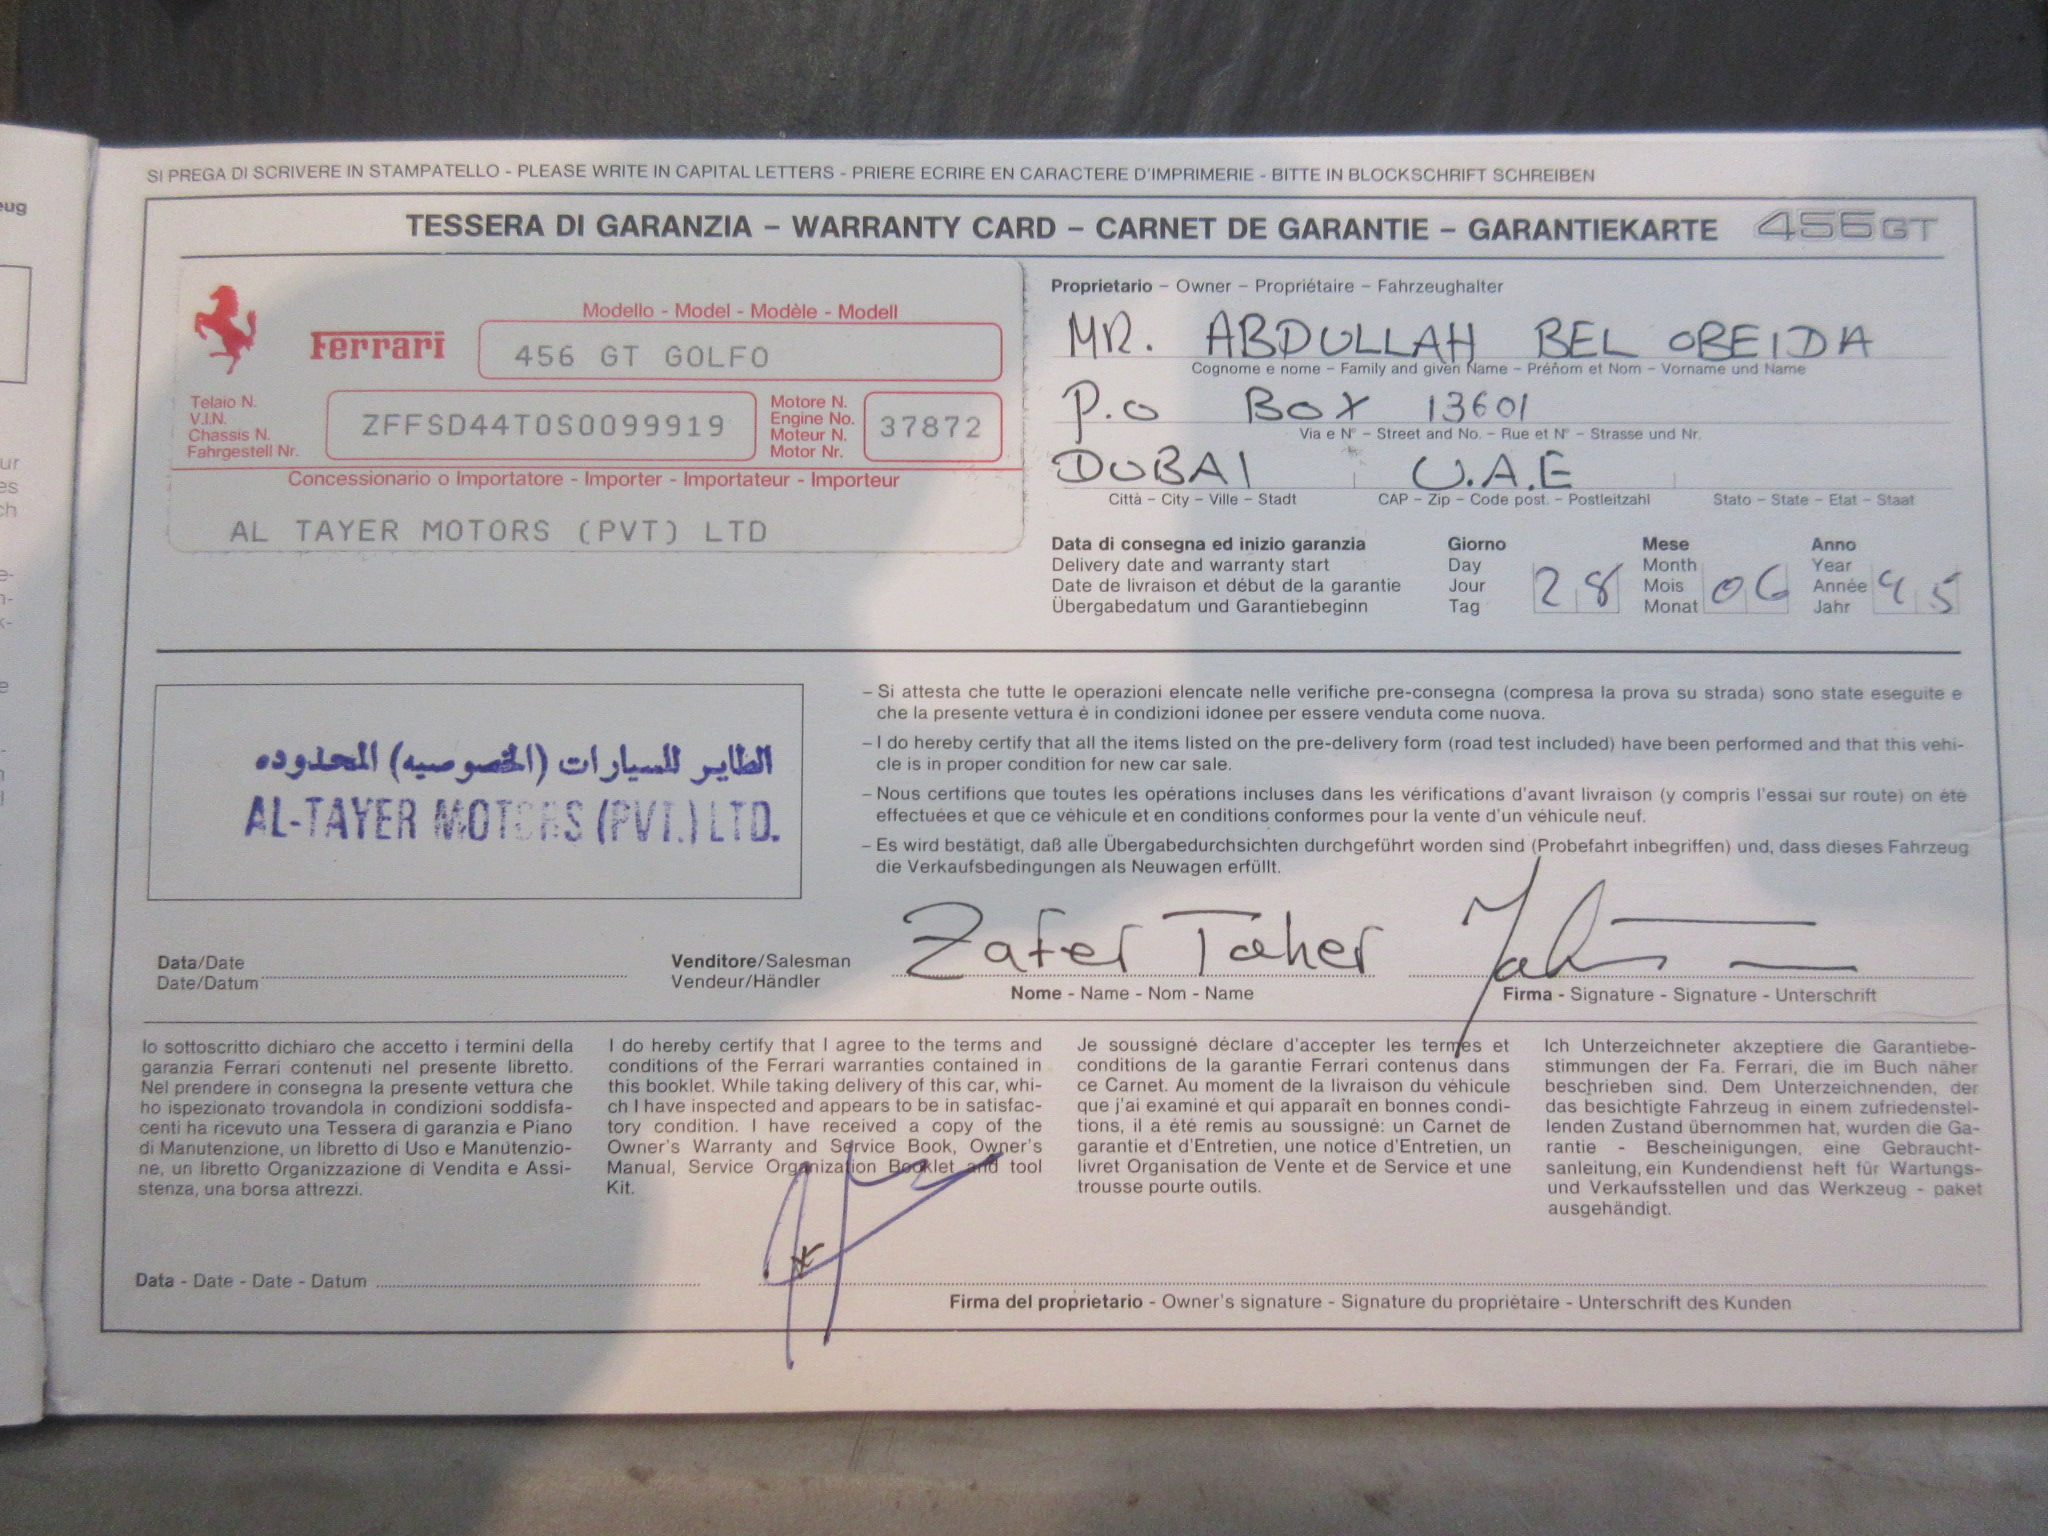 SI PREGA DI SCRIVERE IN STAMPATELLO - PLEASE WRITE IN CAPITAL LETTERS - PRIERE ECRIRE EN CARACTERE D'IMPRIMERIE - BITTE IN BLOCKSCHRIFT SCHREIBEN
TESSERA DI GARANZIA – WARRANTY CARD – CARNET DE GARANTIE – GARANTIEKARTE 456 GT
Ferrari
Modello - Model - Modèle - Modell
456 GT GOLFO
Telaio N.
V.I.N.
Chassis N.
Fahrgestell Nr.
ZFFSD44T0S0099919
Motore N.
Engine No.
Moteur N.
Motor Nr.
37872
Concessionario o Importatore - Importer - Importateur - Importeur
AL TAYER MOTORS (PVT) LTD
Proprietario – Owner – Propriétaire – Fahrzeughalter
MR. ABDULLAH BEL OBEIDA
Cognome e nome – Family and given Name – Prénom et Nom – Vorname und Name
P.O BOX 13601
Via e N° – Street and No. – Rue et N° – Strasse und Nr.
DUBAI U.A.E
Città – City – Ville – Stadt CAP – Zip – Code post. – Postleitzahl Stato – State – Etat – Staat
Data di consegna ed inizio garanzia Giorno Mese Anno
Delivery date and warranty start Day Month Year
Date de livraison et début de la garantie Jour 28 Mois 06 Année 95
Übergabedatum und Garantiebeginn Tag Monat Jahr
الطاير للسيارات (الخصوصيه) المحدوده
AL-TAYER MOTORS (PVT.) LTD.
– Si attesta che tutte le operazioni elencate nelle verifiche pre-consegna (compresa la prova su strada) sono state eseguite e
che la presente vettura é in condizioni idonee per essere venduta come nuova.
– I do hereby certify that all the items listed on the pre-delivery form (road test included) have been performed and that this vehi-
cle is in proper condition for new car sale.
– Nous certifions que toutes les opérations incluses dans les vérifications d'avant livraison (y compris l'essai sur route) on été
effectuées et que ce véhicule et en conditions conformes pour la vente d'un véhicule neuf.
– Es wird bestätigt, daß alle Übergabedurchsichten durchgeführt worden sind (Probefahrt inbegriffen) und, dass dieses Fahrzeug
die Verkaufsbedingungen als Neuwagen erfüllt.
Data/Date
Date/Datum
Venditore/Salesman
Vendeur/Händler
Zafer Taher
Nome - Name - Nom - Name
Firma - Signature - Signature - Unterschrift
Io sottoscritto dichiaro che accetto i termini della
garanzia Ferrari contenuti nel presente libretto.
Nel prendere in consegna la presente vettura che
ho ispezionato trovandola in condizioni soddisfa-
centi ha ricevuto una Tessera di garanzia e Piano
di Manutenzione, un libretto di Uso e Manutenzio-
ne, un libretto Organizzazione di Vendita e Assi-
stenza, una borsa attrezzi.
I do hereby certify that I agree to the terms and
conditions of the Ferrari warranties contained in
this booklet. While taking delivery of this car, whi-
ch I have inspected and appears to be in satisfac-
tory condition. I have received a copy of the
Owner's Warranty and Service Book, Owner's
Manual, Service Organization Booklet and tool
Kit.
Je soussigné déclare d'accepter les termes et
conditions de la garantie Ferrari contenus dans
ce Carnet. Au moment de la livraison du véhicule
que j'ai examiné et qui apparaît en bonnes condi-
tions, il a été remis au soussigné: un Carnet de
garantie et d'Entretien, une notice d'Entretien, un
livret Organisation de Vente et de Service et une
trousse pourte outils.
Ich Unterzeichneter akzeptiere die Garantiebe-
stimmungen der Fa. Ferrari, die im Buch näher
beschrieben sind. Dem Unterzeichnenden, der
das besichtigte Fahrzeug in einem zufriedenstel-
lenden Zustand übernommen hat, wurden die Ga-
rantie - Bescheinigungen, eine Gebraucht-
sanleitung, ein Kundendienst heft für Wartungs-
und Verkaufsstellen und das Werkzeug - paket
ausgehändigt.
Data - Date - Date - Datum
Firma del proprietario - Owner's signature - Signature du propriétaire - Unterschrift des Kunden